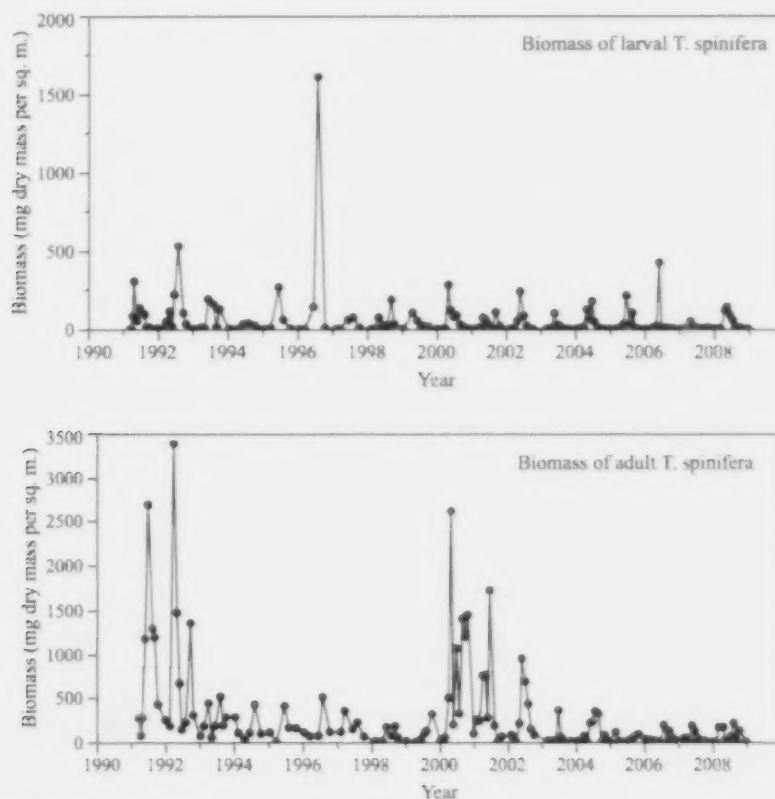 2000
Biomass of larval T. spinifera
1500
1000
500
0
Biomass (mg dry mass per sq. m.)
1990 1992 1994 1996 1998 2000 2002 2004 2006 2008
Year
3500
Biomass of adult T. spinifera
3000
2500
2000
1500
1000
500
0
Biomass (mg dry mass per sq. m.)
1990 1992 1994 1996 1998 2000 2002 2004 2006 2008
Year